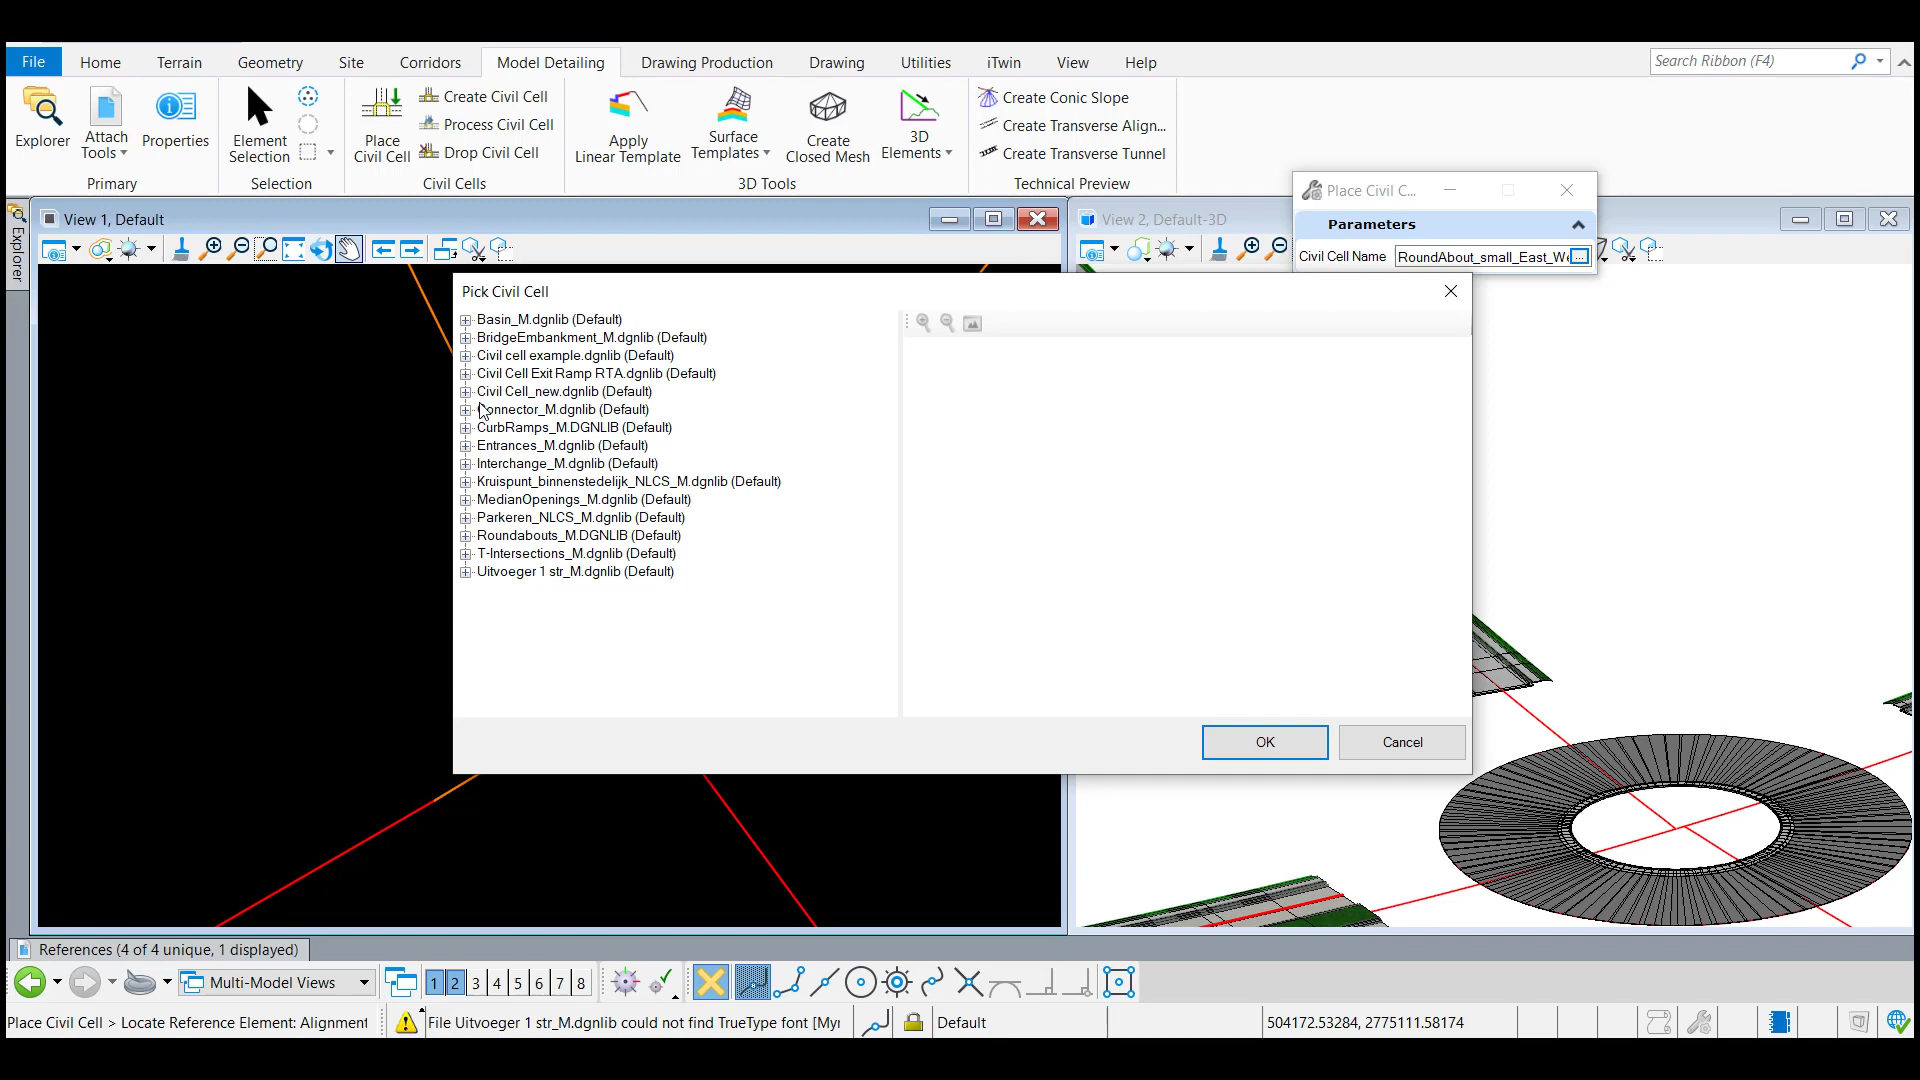 File Home Terrain Geometry Site Corridors Model Detailing Drawing Production Drawing Utilities iTwin View Help
Search Ribbon (F4)
Explorer
Attach
Tools
Properties
Primary
Element
Selection
Selection
Place
Civil Cell
Create Civil Cell
Process Civil Cell
Drop Civil Cell
Civil Cells
Apply
Linear Template
Surface
Templates
Create
Closed Mesh
3D
Elements
3D Tools
Create Conic Slope
Create Transverse Align...
Create Transverse Tunnel
Technical Preview
Place Civil C...
Parameters
Civil Cell Name RoundAbout_small_East_We
...
Explorer
View 1, Default
View 2, Default-3D
Pick Civil Cell
Basin_M.dgnlib (Default)
BridgeEmbankment_M.dgnlib (Default)
Civil cell example.dgnlib (Default)
Civil Cell Exit Ramp RTA.dgnlib (Default)
Civil Cell_new.dgnlib (Default)
Connector_M.dgnlib (Default)
CurbRamps_M.DGNLIB (Default)
Entrances_M.dgnlib (Default)
Interchange_M.dgnlib (Default)
Kruispunt_binnenstedelijk_NLCS_M.dgnlib (Default)
MedianOpenings_M.dgnlib (Default)
Parkeren_NLCS_M.dgnlib (Default)
Roundabouts_M.DGNLIB (Default)
T-Intersections_M.dgnlib (Default)
Uitvoeger 1 str_M.dgnlib (Default)
OK Cancel
References (4 of 4 unique, 1 displayed)
Multi-Model Views 1 2 3 4 5 6 7 8
Place Civil Cell > Locate Reference Element: Alignment
File Uitvoeger 1 str_M.dgnlib could not find TrueType font [Myr
Default
504172.53284, 2775111.58174